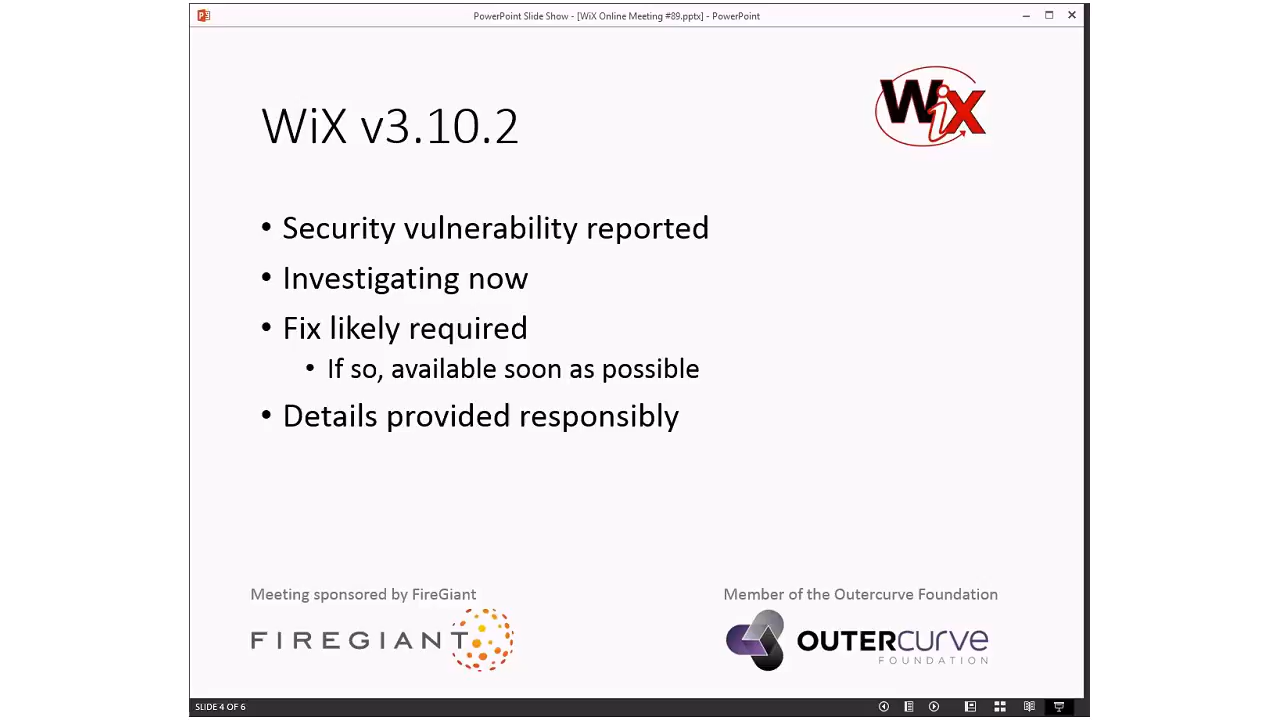 PowerPoint Slide Show - [WiX Online Meeting #89.pptx] - PowerPoint
WiX
WiX v3.10.2
• Security vulnerability reported
• Investigating now
• Fix likely required
• If so, available soon as possible
• Details provided responsibly
Meeting sponsored by FireGiant
FIREGIANT
Member of the Outercurve Foundation
OUTERCURVE
FOUNDATION
SLIDE 4 OF 6